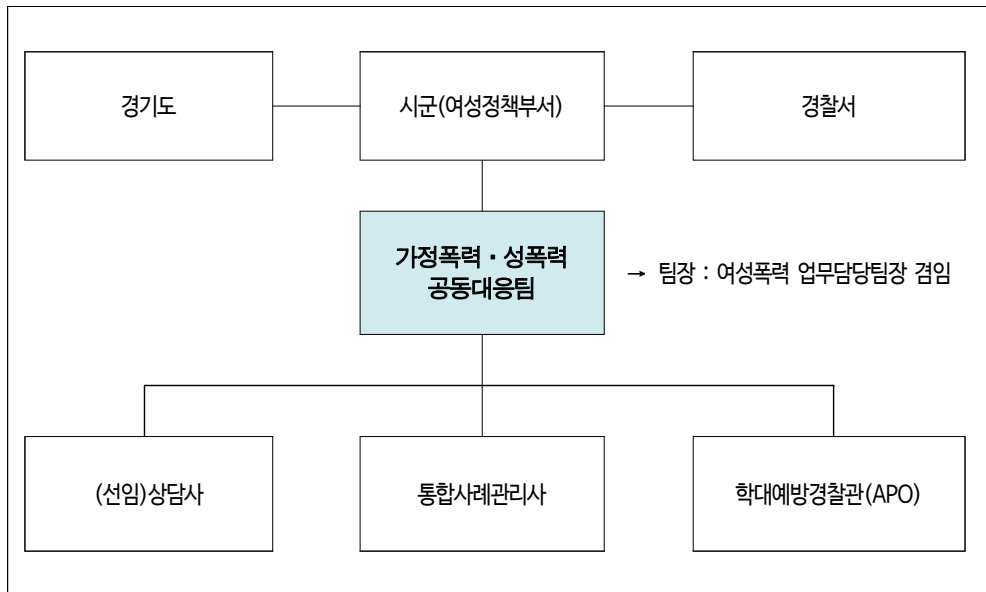 경기도
시군(여성정책부서)
경찰서
가정폭력・성폭력
공동대응팀
→ 팀장 : 여성폭력 업무담당팀장 겸임
(선임)상담사
통합사례관리사
학대예방경찰관(APO)